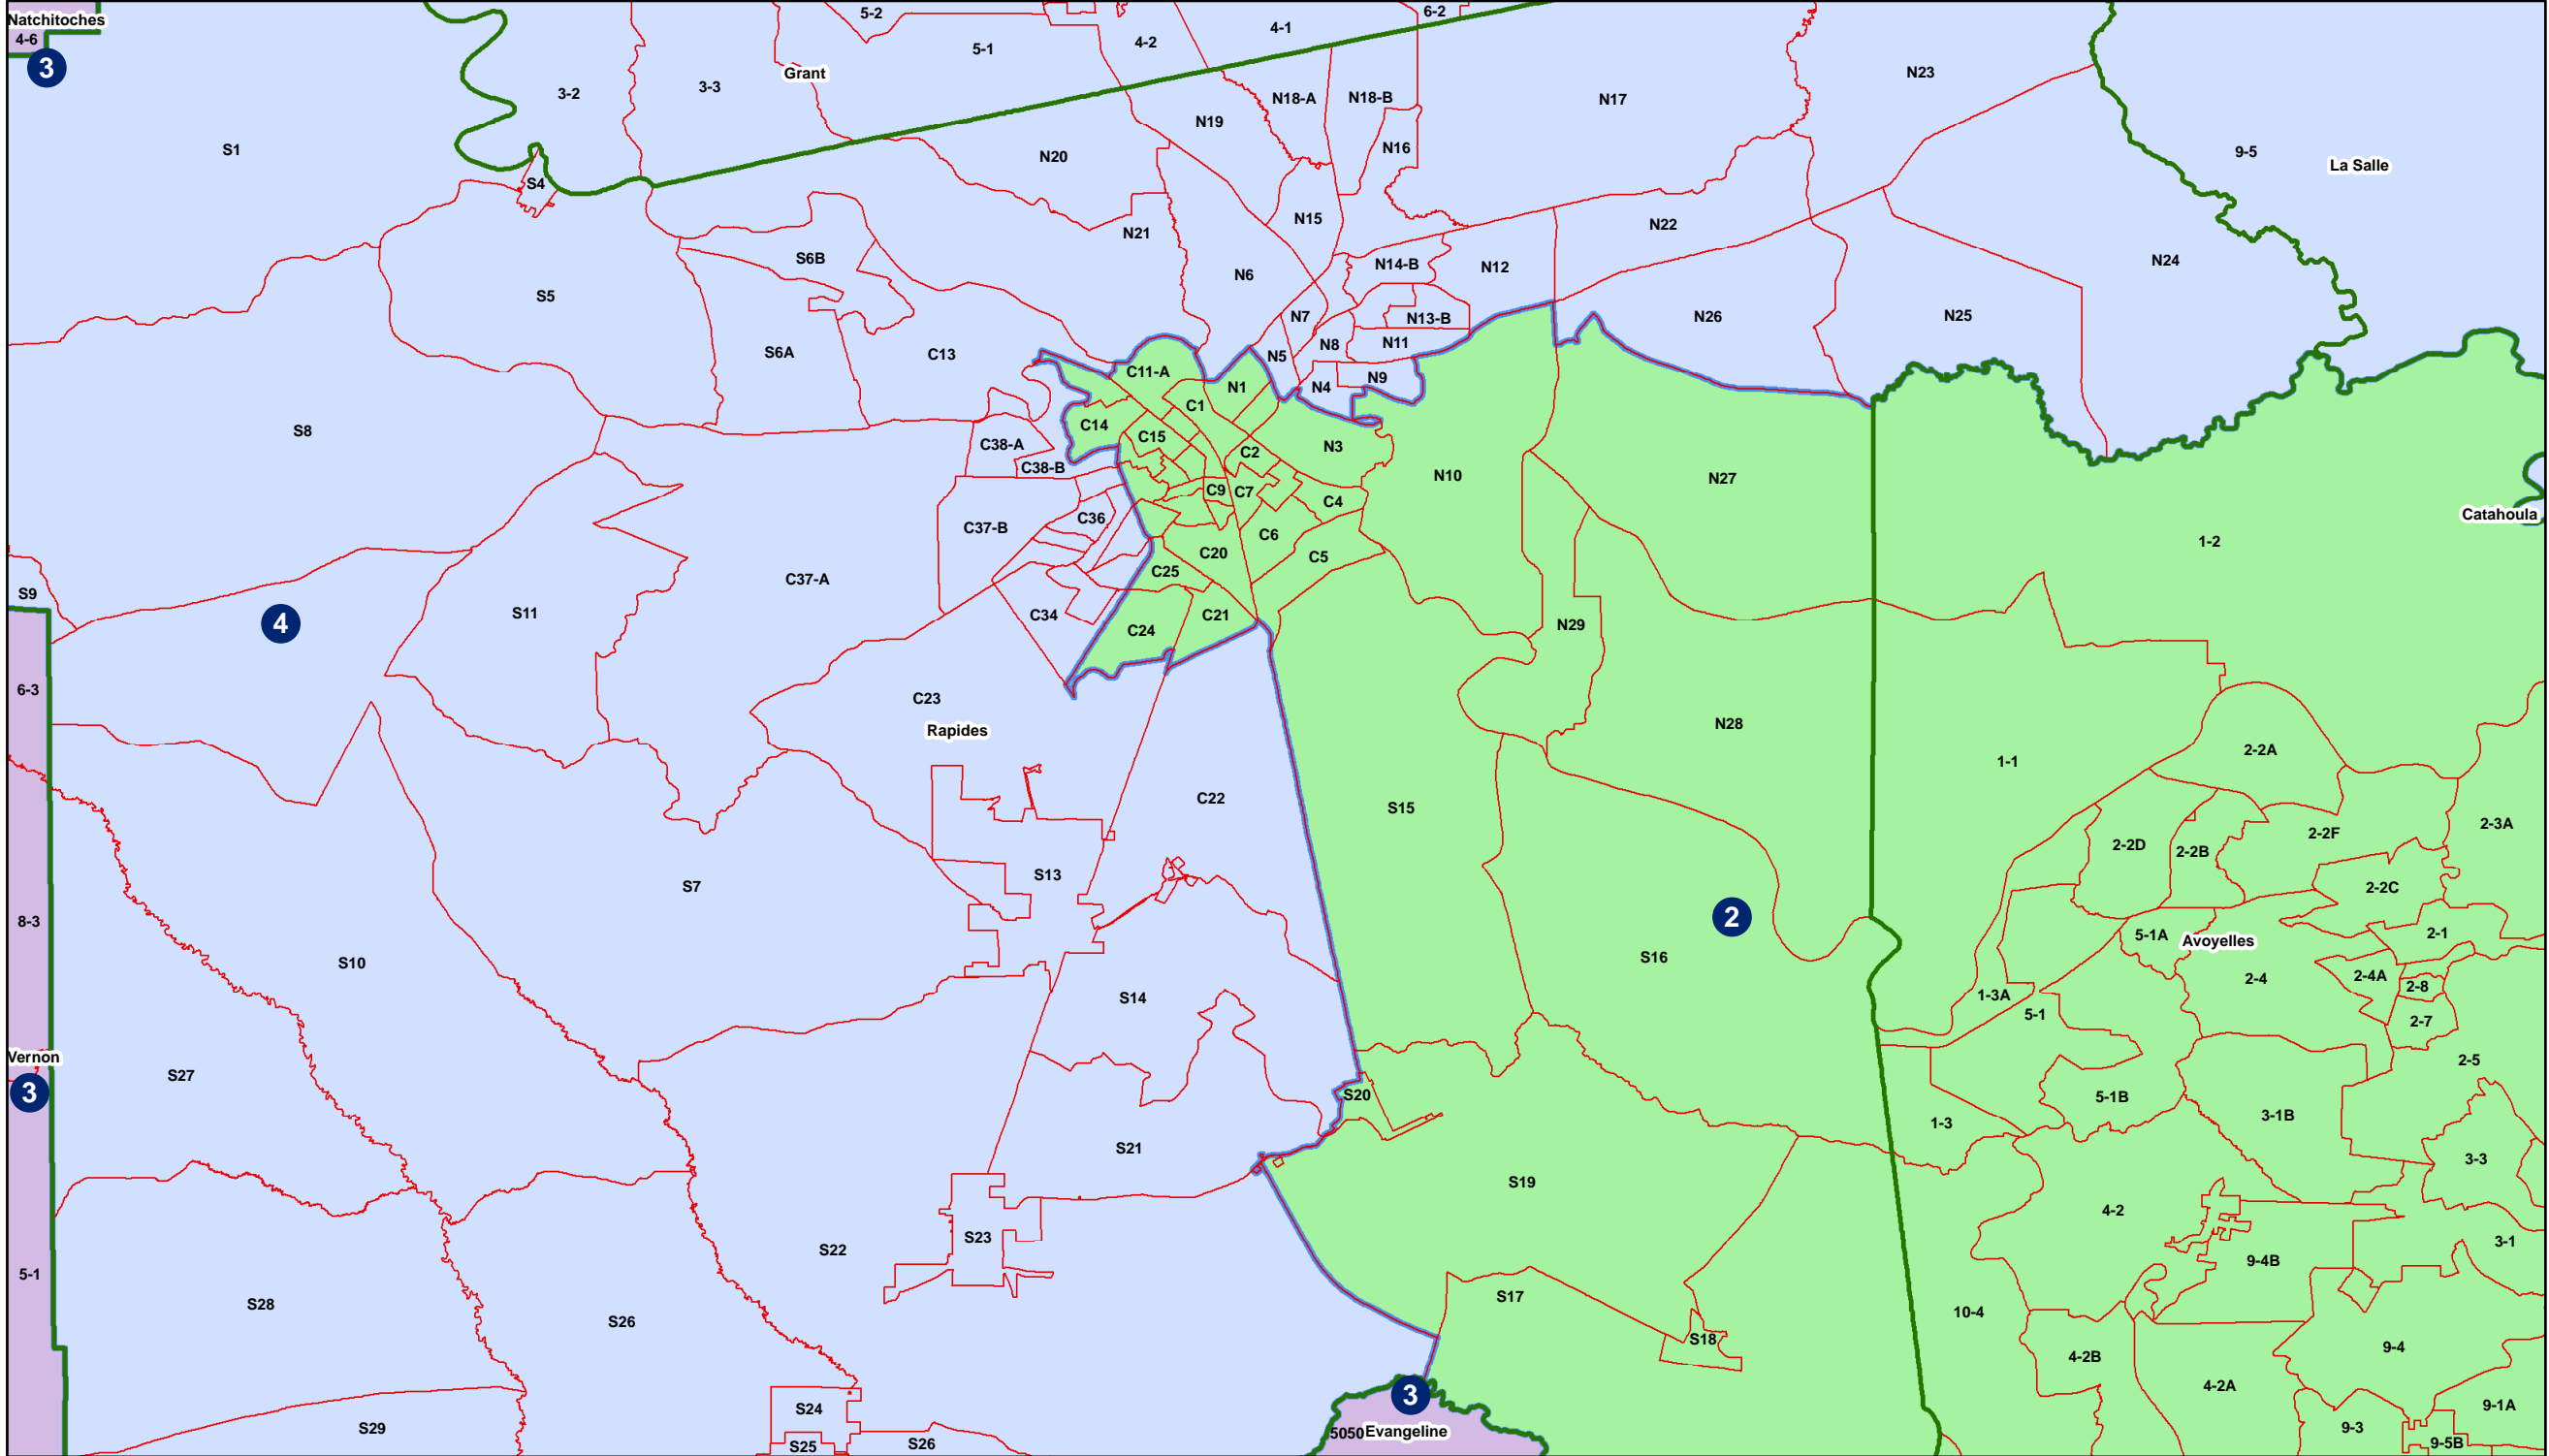 Natchitoches
4-6
3
5-2
4-1
6-2
5-1
4-2
3-2
3-3
Grant
N23
S1
N18-A
N18-B
N17
N19
N16
N20
9-5
La Salle
S4
N21
N15
N22
S6B
N6
N14-B
N12
N24
S5
N7
N13-B
N26
N25
S6A
C13
N5
N8
N11
C11-A
N1
N4
N9
S8
C14
C1
C15
C38-A
C38-B
C2
N3
N10
N27
C9
C7
C4
C37-B
C36
C6
Catahoula
C20
C5
1-2
C37-A
C25
S9
4
S11
C34
C24
C21
N29
6-3
C23
Rapides
N28
2-2A
1-1
C22
S15
2-3A
2-2F
2-2D
2-2B
S7
S13
2-2C
8-3
2
5-1A
Avoyelles
2-1
S10
S16
2-4
2-4A
2-8
S14
1-3A
5-1
2-7
Vernon
3
S27
2-5
S20
5-1B
1-3
3-1B
S21
3-3
S19
4-2
S23
S22
3-1
5-1
9-4B
S28
S17
10-4
S26
S18
9-4
4-2B
4-2A
3
S24
9-1A
S29
5050
Evangeline
9-3
S25
S26
9-5B